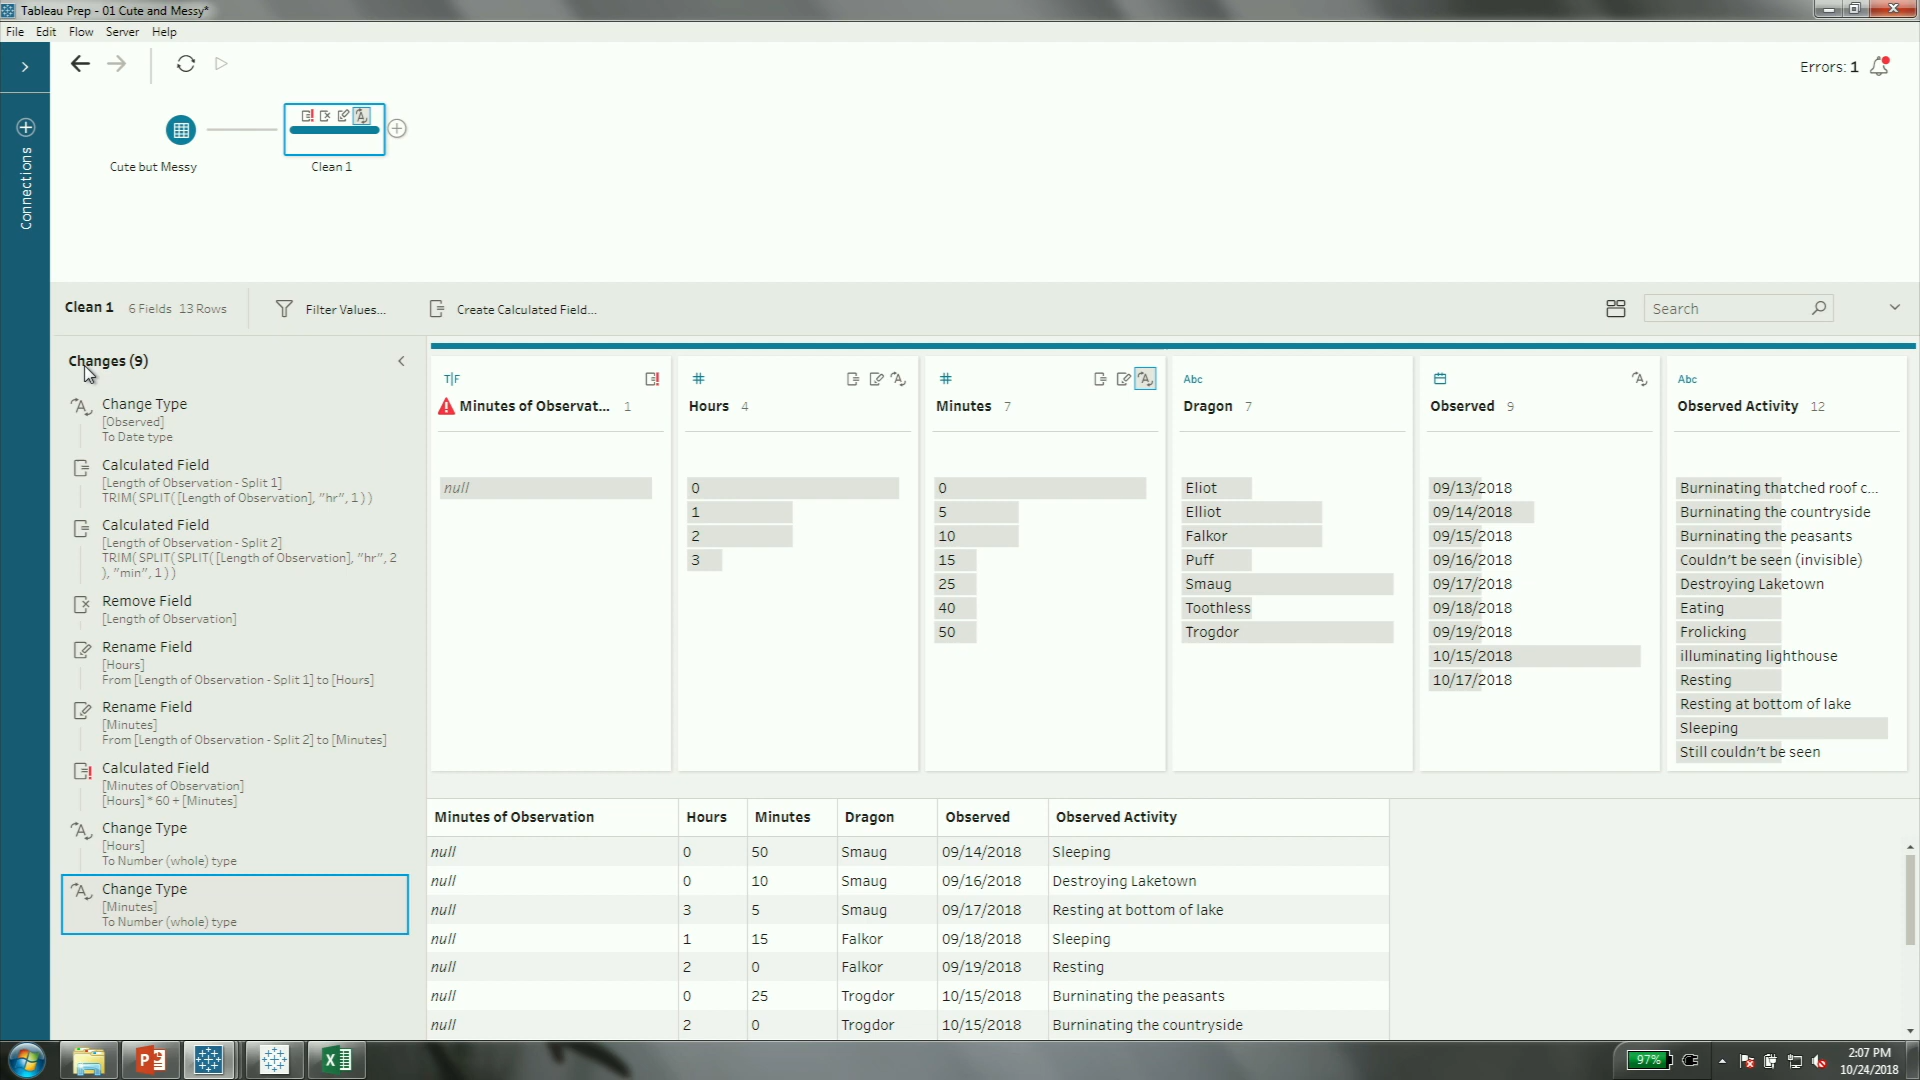 Tableau Prep - 01 Cute and Messy*
File Edit Flow Server Help
Errors: 1
Connections
Cute but Messy
Clean 1
Clean 1 6 Fields 13 Rows Filter Values... Create Calculated Field... Search
Changes (9)
Change Type
[Observed]
To Date type
Calculated Field
[Length of Observation - Split 1]
TRIM( SPLIT( [Length of Observation], "hr", 1 ) )
Calculated Field
[Length of Observation - Split 2]
TRIM( SPLIT( SPLIT( [Length of Observation], "hr", 2
), "min", 1 ) )
Remove Field
[Length of Observation]
Rename Field
[Hours]
From [Length of Observation - Split 1] to [Hours]
Rename Field
[Minutes]
From [Length of Observation - Split 2] to [Minutes]
Calculated Field
[Minutes of Observation]
[Hours] * 60 + [Minutes]
Change Type
[Hours]
To Number (whole) type
Change Type
[Minutes]
To Number (whole) type
T|F
Minutes of Observat... 1
null
#
Hours 4
0
1
2
3
#
Minutes 7
0
5
10
15
25
40
50
Abc
Dragon 7
Eliot
Elliot
Falkor
Puff
Smaug
Toothless
Trogdor
Observed 9
09/13/2018
09/14/2018
09/15/2018
09/16/2018
09/17/2018
09/18/2018
09/19/2018
10/15/2018
10/17/2018
Abc
Observed Activity 12
Burninating thatched roof c...
Burninating the countryside
Burninating the peasants
Couldn't be seen (invisible)
Destroying Laketown
Eating
Frolicking
illuminating lighthouse
Resting
Resting at bottom of lake
Sleeping
Still couldn't be seen
Minutes of Observation Hours Minutes Dragon Observed Observed Activity
null 0 50 Smaug 09/14/2018 Sleeping
null 0 10 Smaug 09/16/2018 Destroying Laketown
null 3 5 Smaug 09/17/2018 Resting at bottom of lake
null 1 15 Falkor 09/18/2018 Sleeping
null 2 0 Falkor 09/19/2018 Resting
null 0 25 Trogdor 10/15/2018 Burninating the peasants
null 2 0 Trogdor 10/15/2018 Burninating the countryside
97%
2:07 PM
10/24/2018